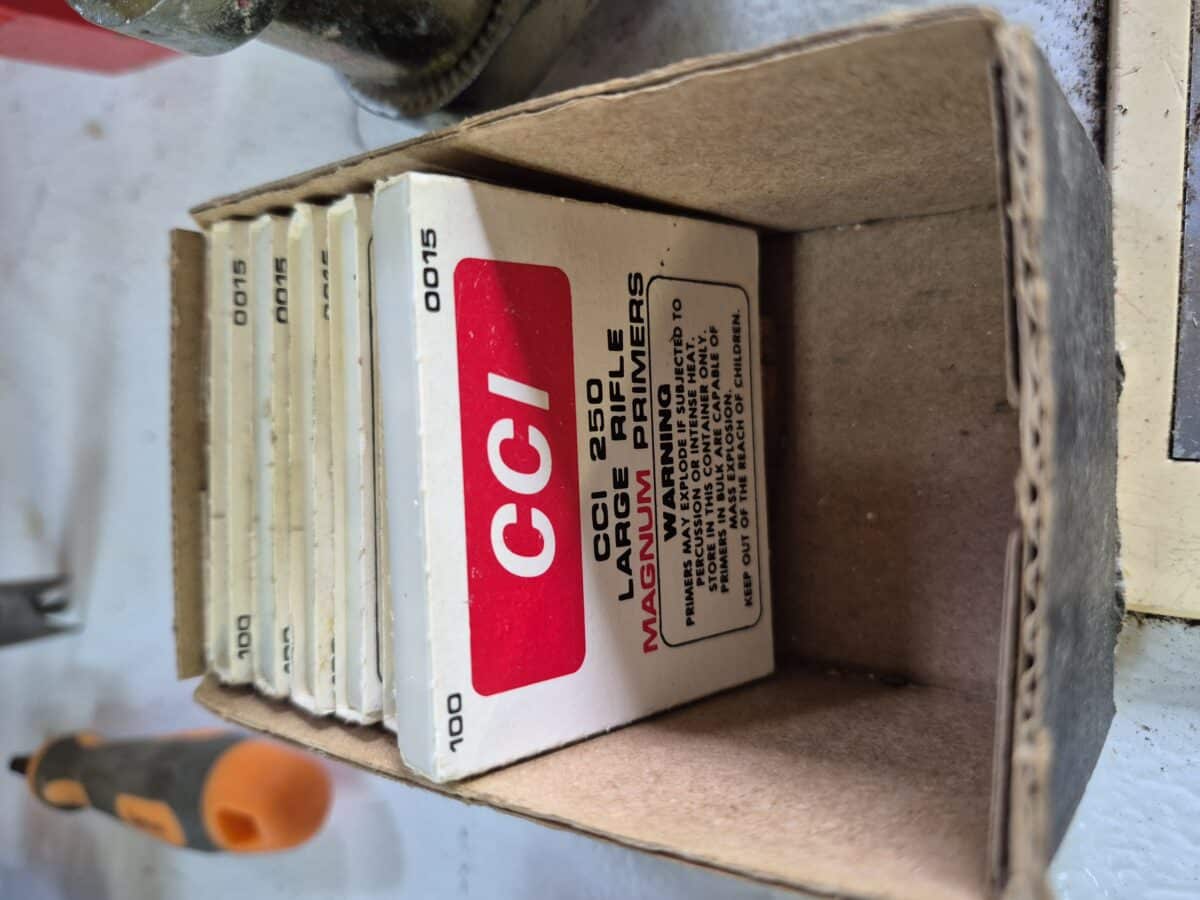 100 0015
CCI
CCI 250
LARGE RIFLE
MAGNUM PRIMERS
WARNING
PRIMERS MAY EXPLODE IF SUBJECTED TO
PERCUSSION OR INTENSE HEAT.
STORE IN THIS CONTAINER ONLY.
PRIMERS IN BULK ARE CAPABLE OF
MASS EXPLOSION.
KEEP OUT OF THE REACH OF CHILDREN.
0015
100 0015
100 0015